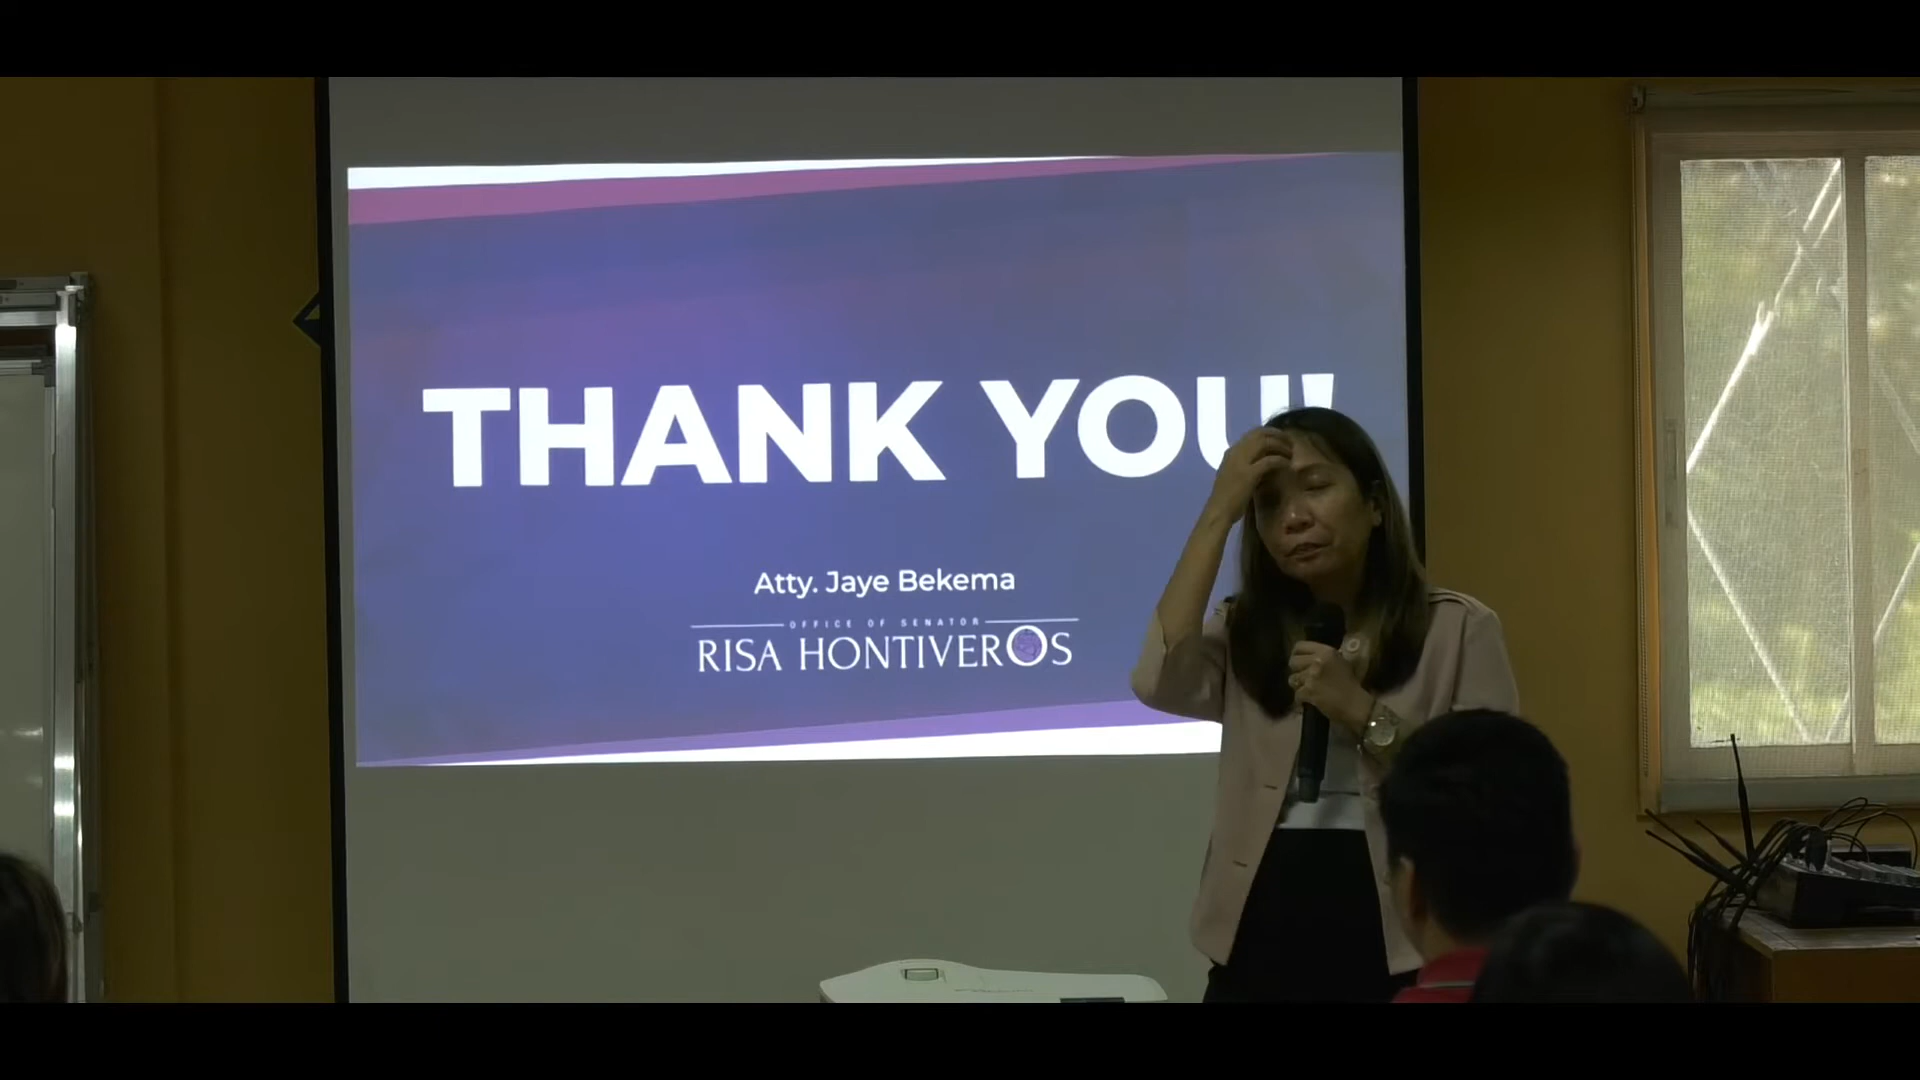 THANK YOU!
Atty. Jaye Bekema
OFFICE OF SENATOR
RISA HONTIVEROS